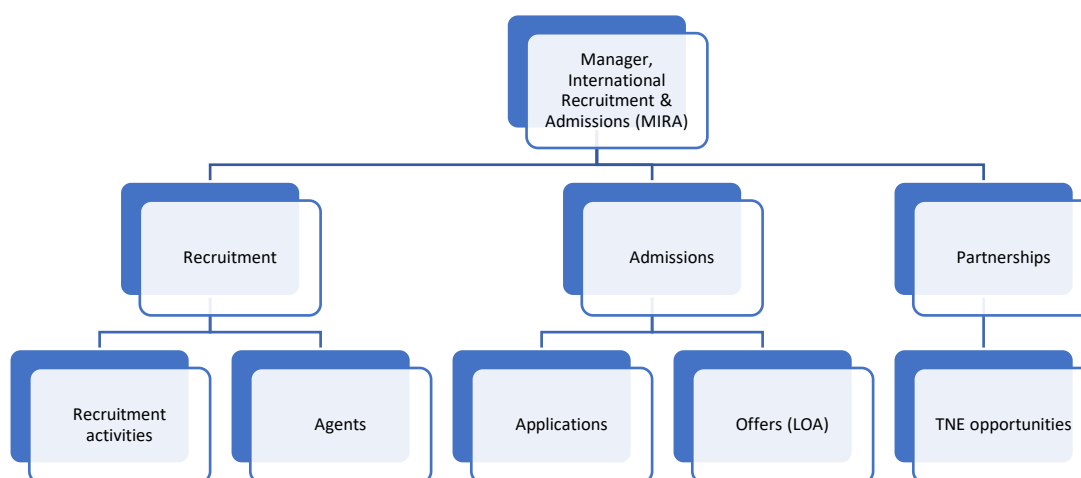 Manager,
International
Recruitment &
Admissions (MIRA)
Recruitment
Admissions
Partnerships
Recruitment
activities
Agents
Applications
Offers (LOA)
TNE opportunities